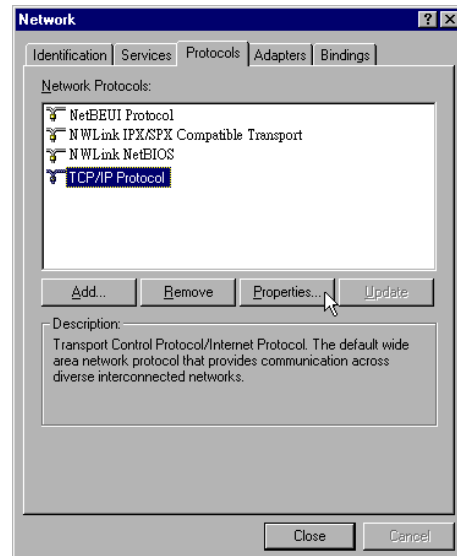 Network
Identification Services Protocols Adapters Bindings
Network Protocols:
NetBEUI Protocol
NWLink IPX/SPX Compatible Transport
NWLink NetBIOS
TCP/IP Protocol
Add... Remove Properties... Update
Description:
Transport Control Protocol/Internet Protocol. The default wide
area network protocol that provides communication across
diverse interconnected networks.
Close Cancel